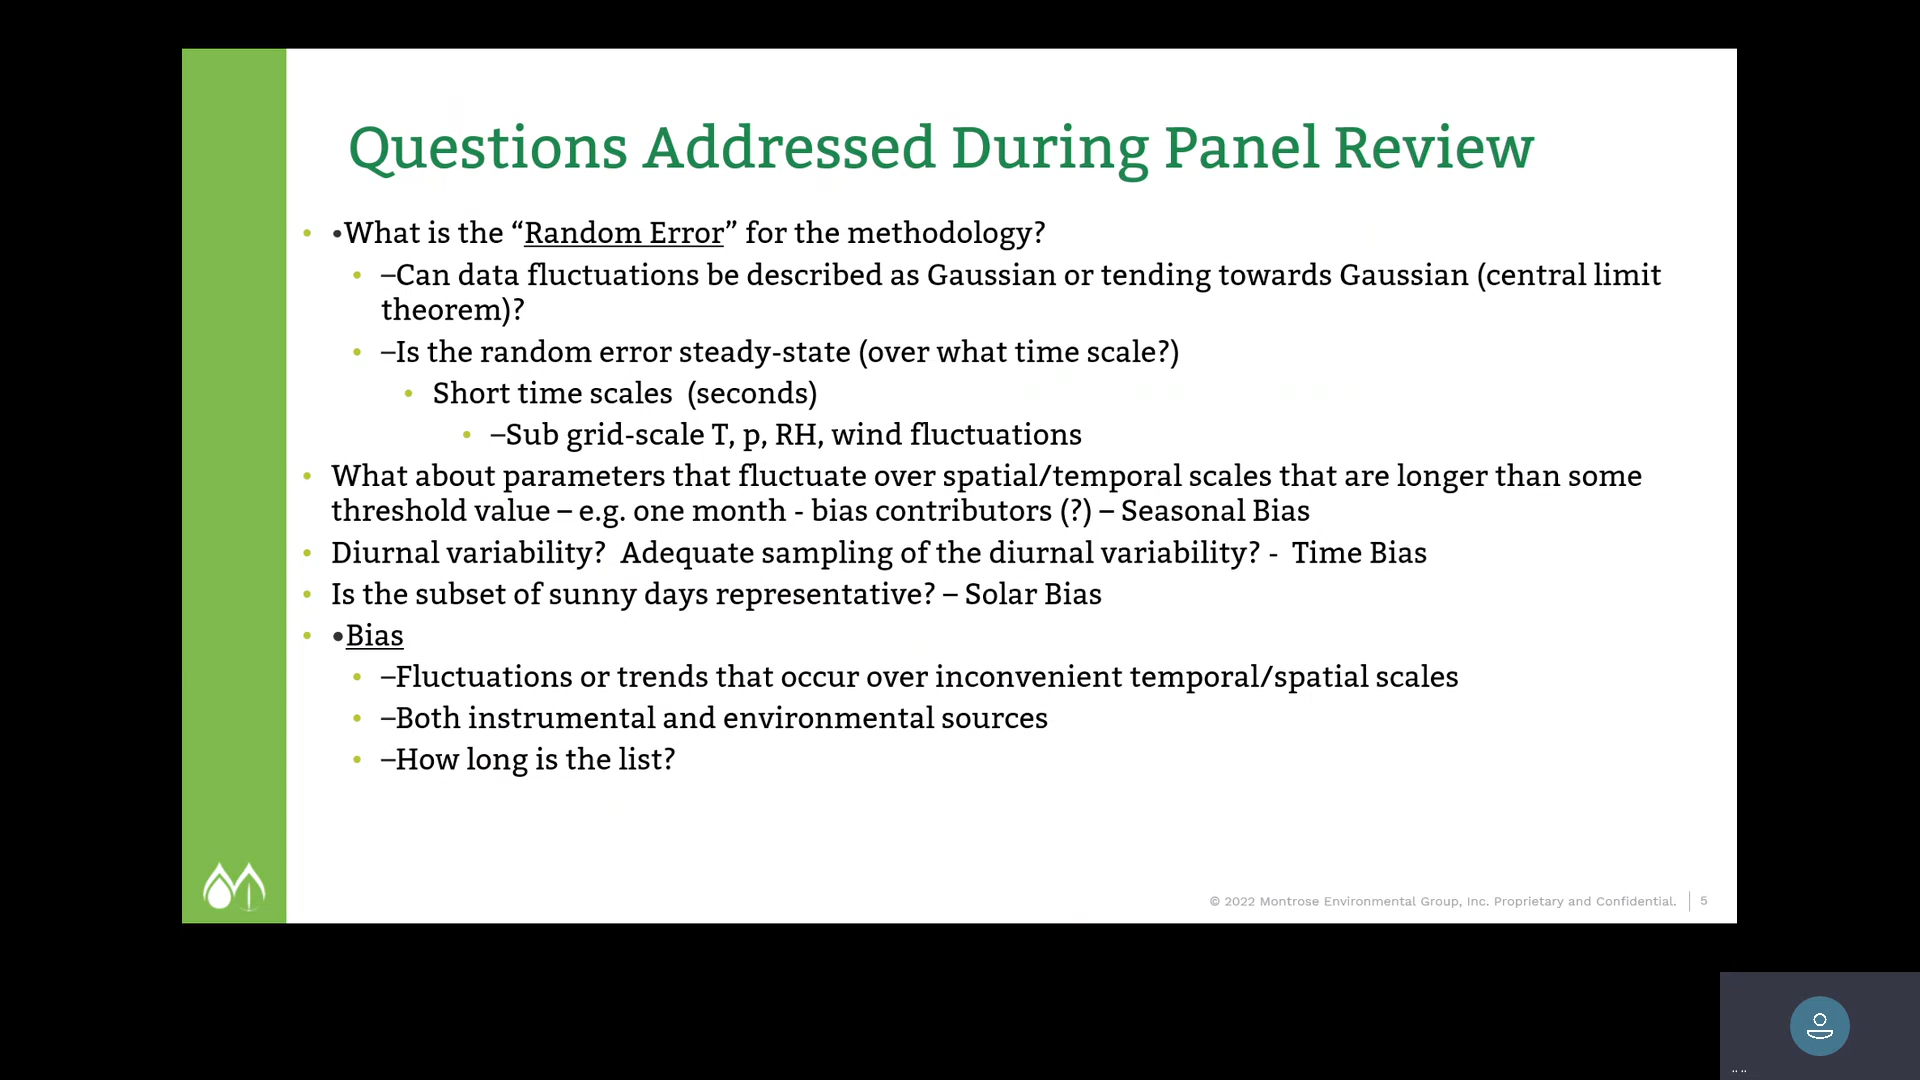 Questions Addressed During Panel Review
• •What is the “Random Error” for the methodology?
• –Can data fluctuations be described as Gaussian or tending towards Gaussian (central limit
theorem)?
• –Is the random error steady-state (over what time scale?)
• Short time scales  (seconds)
• –Sub grid-scale T, p, RH, wind fluctuations
• What about parameters that fluctuate over spatial/temporal scales that are longer than some
threshold value – e.g. one month - bias contributors (?) – Seasonal Bias
• Diurnal variability?  Adequate sampling of the diurnal variability? -  Time Bias
• Is the subset of sunny days representative? – Solar Bias
• •Bias
• –Fluctuations or trends that occur over inconvenient temporal/spatial scales
• –Both instrumental and environmental sources
• –How long is the list?
© 2022 Montrose Environmental Group, Inc. Proprietary and Confidential. | 5